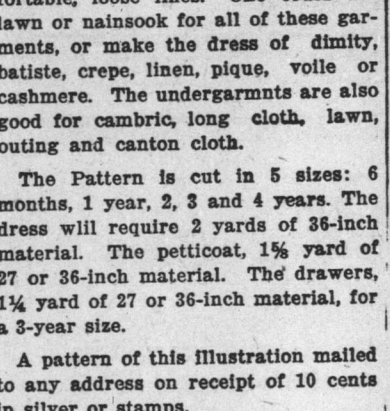 lawn or nainsook for all of these gar-
ments, or make the dress of dimity,
batiste, crepe, linen, pique, voile or
cashmere. The undergarmnts are also
good for cambric, long cloth, lawn,
outing and canton cloth.
The Pattern is cut in 5 sizes: 6
months, 1 year, 2, 3 and 4 years. The
dress wlil require 2 yards of 36-inch
material. The petticoat, 1⅝ yard of
27 or 36-inch material. The drawers,
1¼ yard of 27 or 36-inch material, for
a 3-year size.
A pattern of this illustration mailed
to any address on receipt of 10 cents
in silver or stamps.